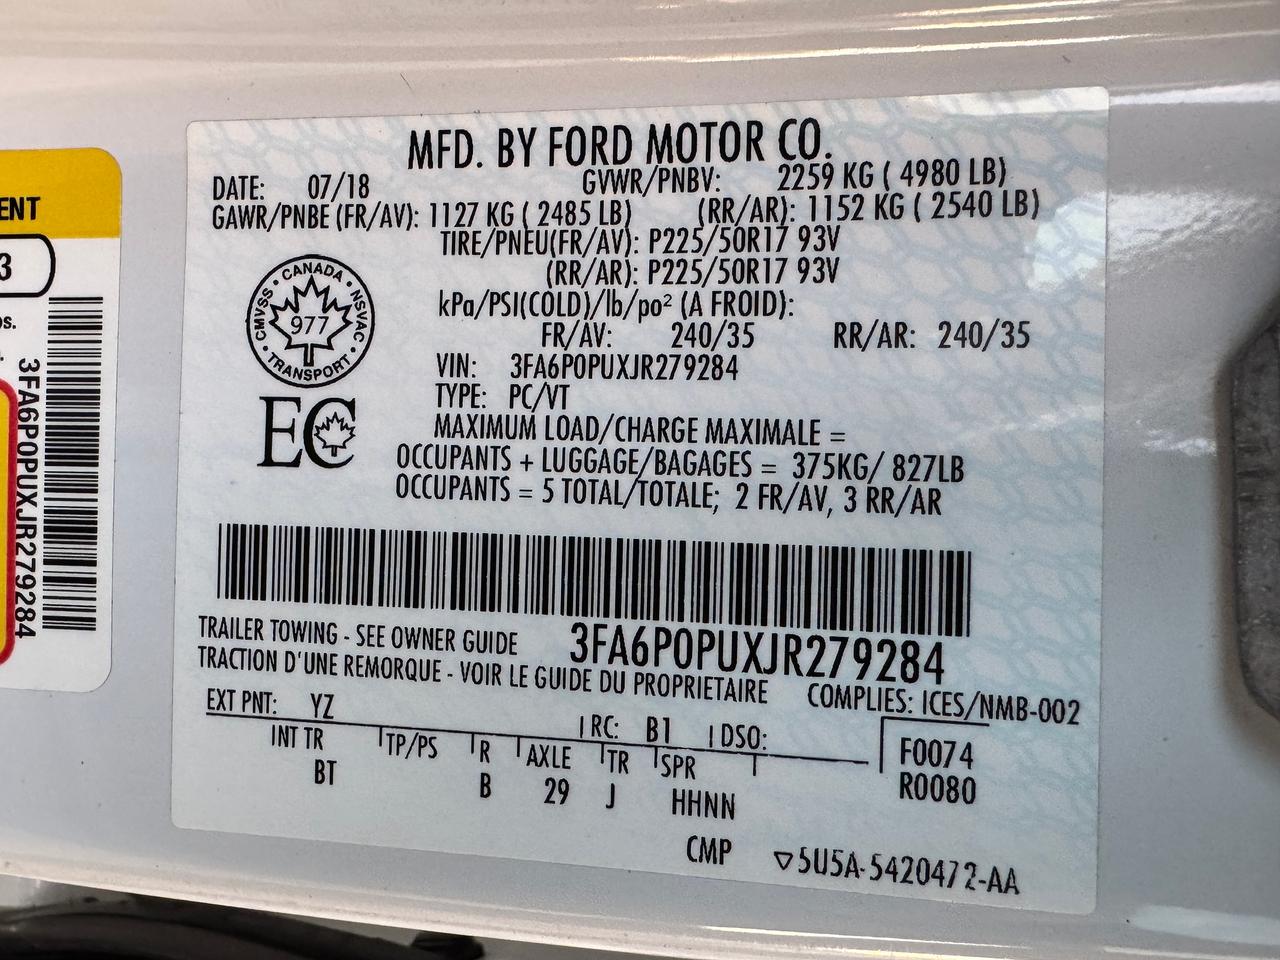 ENT
3
os.
3FA6P0PUXJR279284
MFD. BY FORD MOTOR CO.
DATE: 07/18 GVWR/PNBV: 2259 KG ( 4980 LB)
GAWR/PNBE (FR/AV): 1127 KG ( 2485 LB) (RR/AR): 1152 KG ( 2540 LB)
TIRE/PNEU(FR/AV): P225/50R17 93V
(RR/AR): P225/50R17 93V
kPa/PSI(COLD)/lb/po² (A FROID):
FR/AV: 240/35 RR/AR: 240/35
VIN: 3FA6P0PUXJR279284
TYPE: PC/VT
MAXIMUM LOAD/CHARGE MAXIMALE =
OCCUPANTS + LUGGAGE/BAGAGES = 375KG/ 827LB
OCCUPANTS = 5 TOTAL/TOTALE; 2 FR/AV, 3 RR/AR
CANADA
CMVSS • NSVAC
977
TRANSPORT
EC
3FA6P0PUXJR279284
TRAILER TOWING - SEE OWNER GUIDE
TRACTION D'UNE REMORQUE - VOIR LE GUIDE DU PROPRIETAIRE
COMPLIES: ICES/NMB-002
EXT PNT: YZ RC: B1 DSO:
INT TR TP/PS R AXLE TR SPR
BT B 29 J HHNN
F0074
R0080
CMP ▽5U5A-5420472-AA